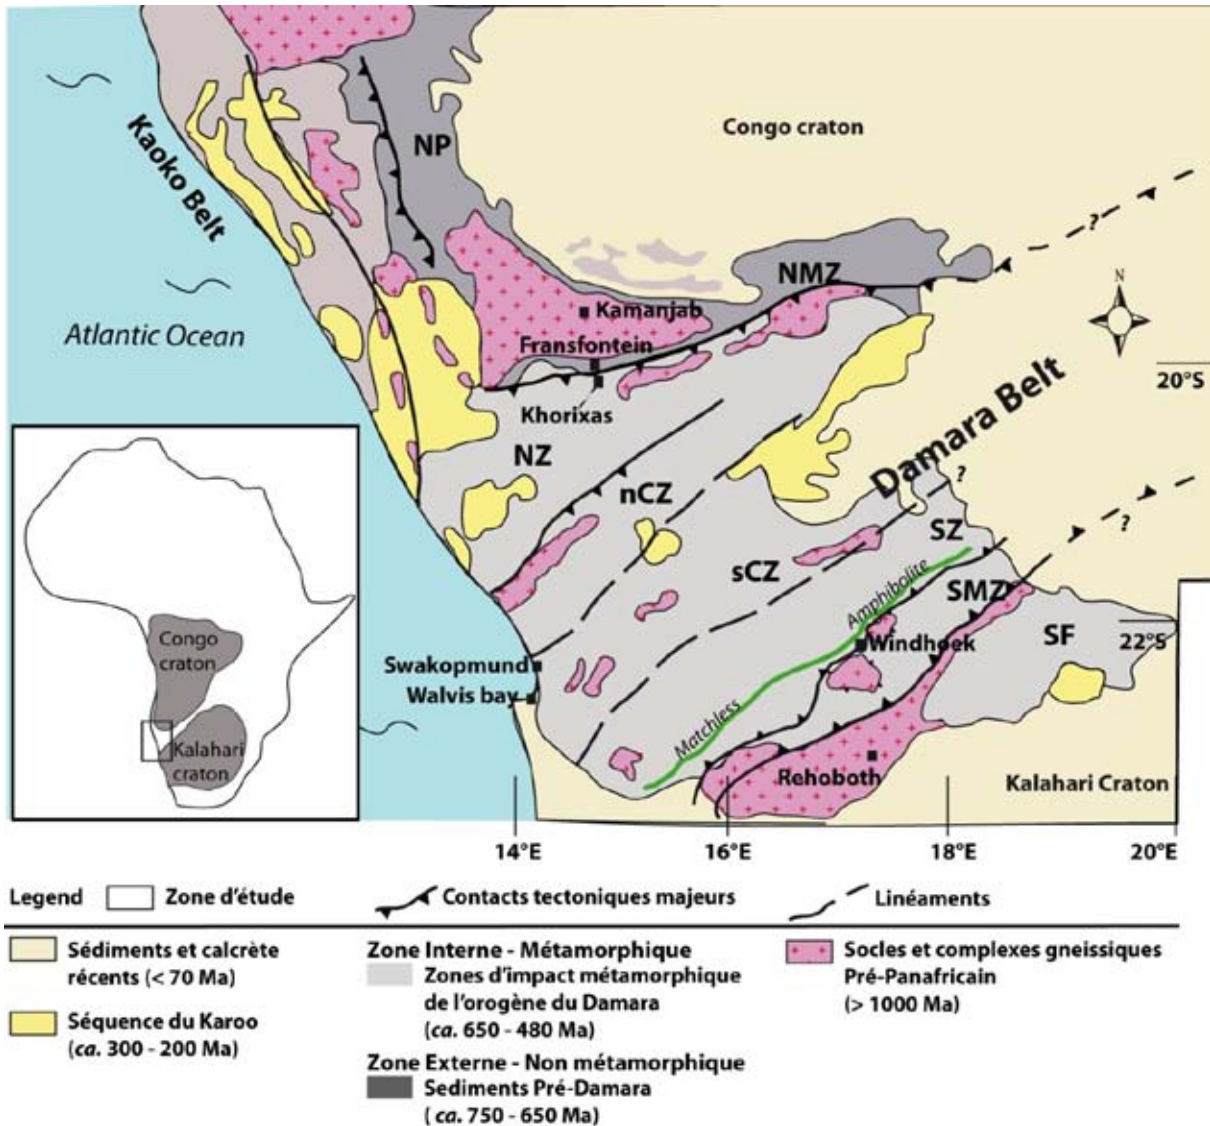 Congo craton
Kaoko Belt
NP
NMZ
?
N
Kamanjab
Atlantic Ocean
Fransfontein
20°S
Khorixas
Damara Belt
NZ
?
nCZ
?
SZ
sCZ
Amphibolite
SMZ
Congo
craton
Windhoek
SF
22°S
Swakopmund
Walvis bay
Matchless
Kalahari
craton
Rehoboth
Kalahari Craton
14°E
16°E
18°E
20°E
Legend
Zone d'étude
Contacts tectoniques majeurs
Linéaments
Sédiments et calcrète
récents (< 70 Ma)
Séquence du Karoo
(ca. 300 - 200 Ma)
Zone Interne - Métamorphique
Zones d'impact métamorphique
de l'orogène du Damara
(ca. 650 - 480 Ma)
Zone Externe - Non métamorphique
Sediments Pré-Damara
( ca. 750 - 650 Ma)
Socles et complexes gneissiques
Pré-Panafricain
(> 1000 Ma)